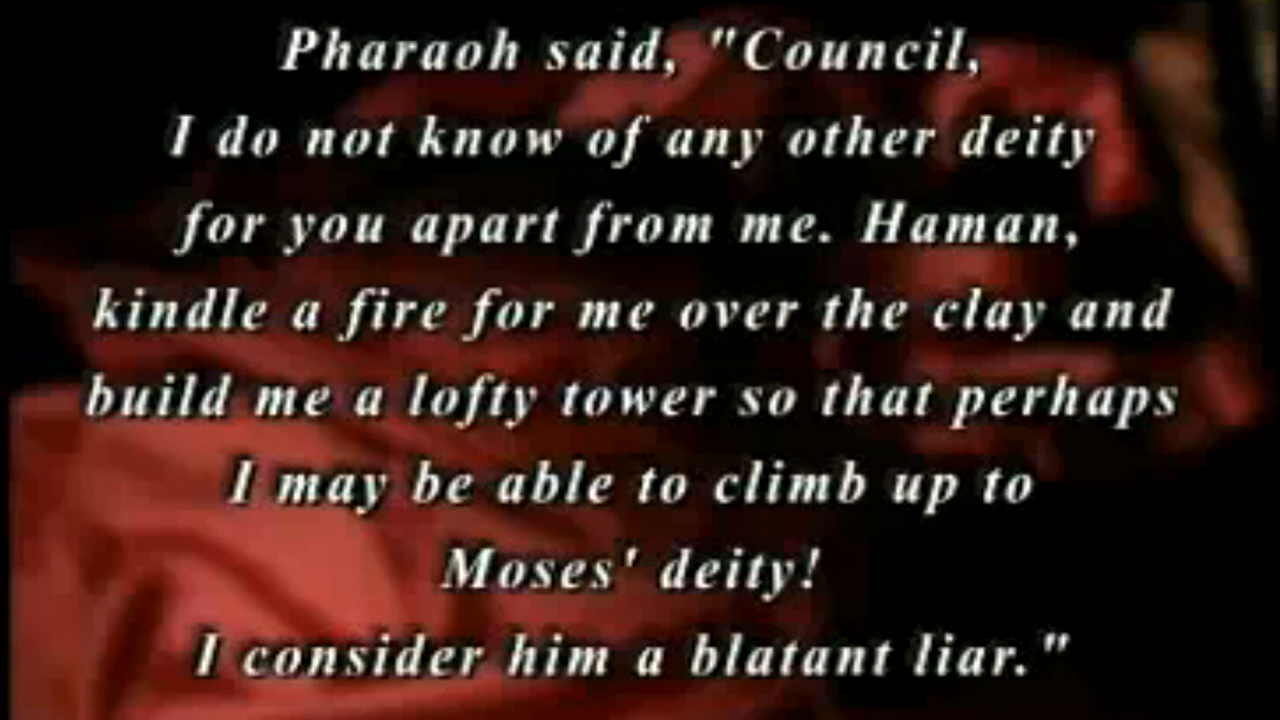 Pharaoh said, "Council,
I do not know of any other deity
for you apart from me. Haman,
kindle a fire for me over the clay and
build me a lofty tower so that perhaps
I may be able to climb up to
Moses' deity!
I consider him a blatant liar."